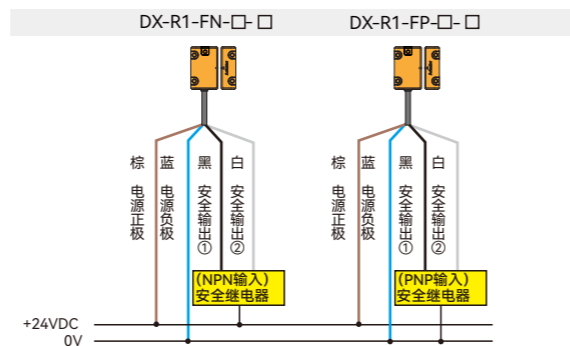 DX-R1-FN-□-□
DX-R1-FP-□-□
棕 电源正极
蓝 电源负极
黑 安全输出①
白 安全输出②
棕 电源正极
蓝 电源负极
黑 安全输出①
白 安全输出②
(NPN输入)
安全继电器
(PNP输入)
安全继电器
+24VDC
0V